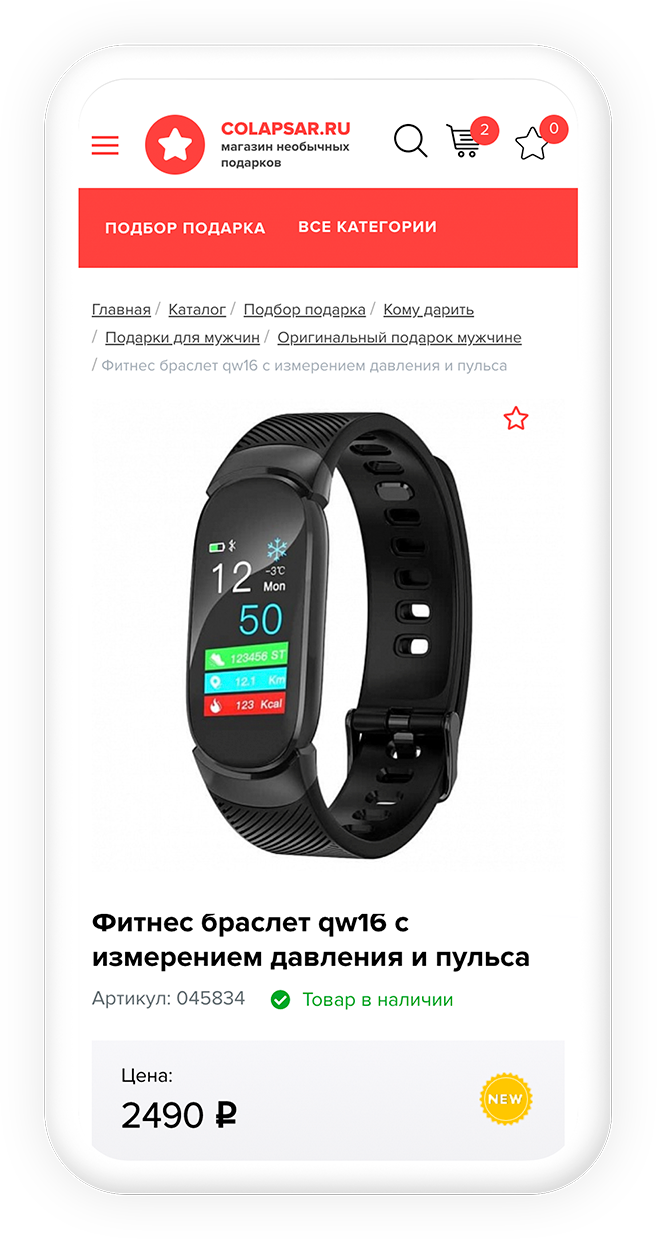 COLAPSAR.RU
магазин необычных
подарков
2
0
ПОДБОР ПОДАРКА
ВСЕ КАТЕГОРИИ
Главная / Каталог / Подбор подарка / Кому дарить
/ Подарки для мужчин / Оригинальный подарок мужчине
/ Фитнес браслет qw16 с измерением давления и пульса
12
-3℃
Mon
50
123456 ST
12.1 Km
123 Kcal
Фитнес браслет qw16 с
измерением давления и пульса
Артикул: 045834
Товар в наличии
Цена:
2490 ₽
NEW